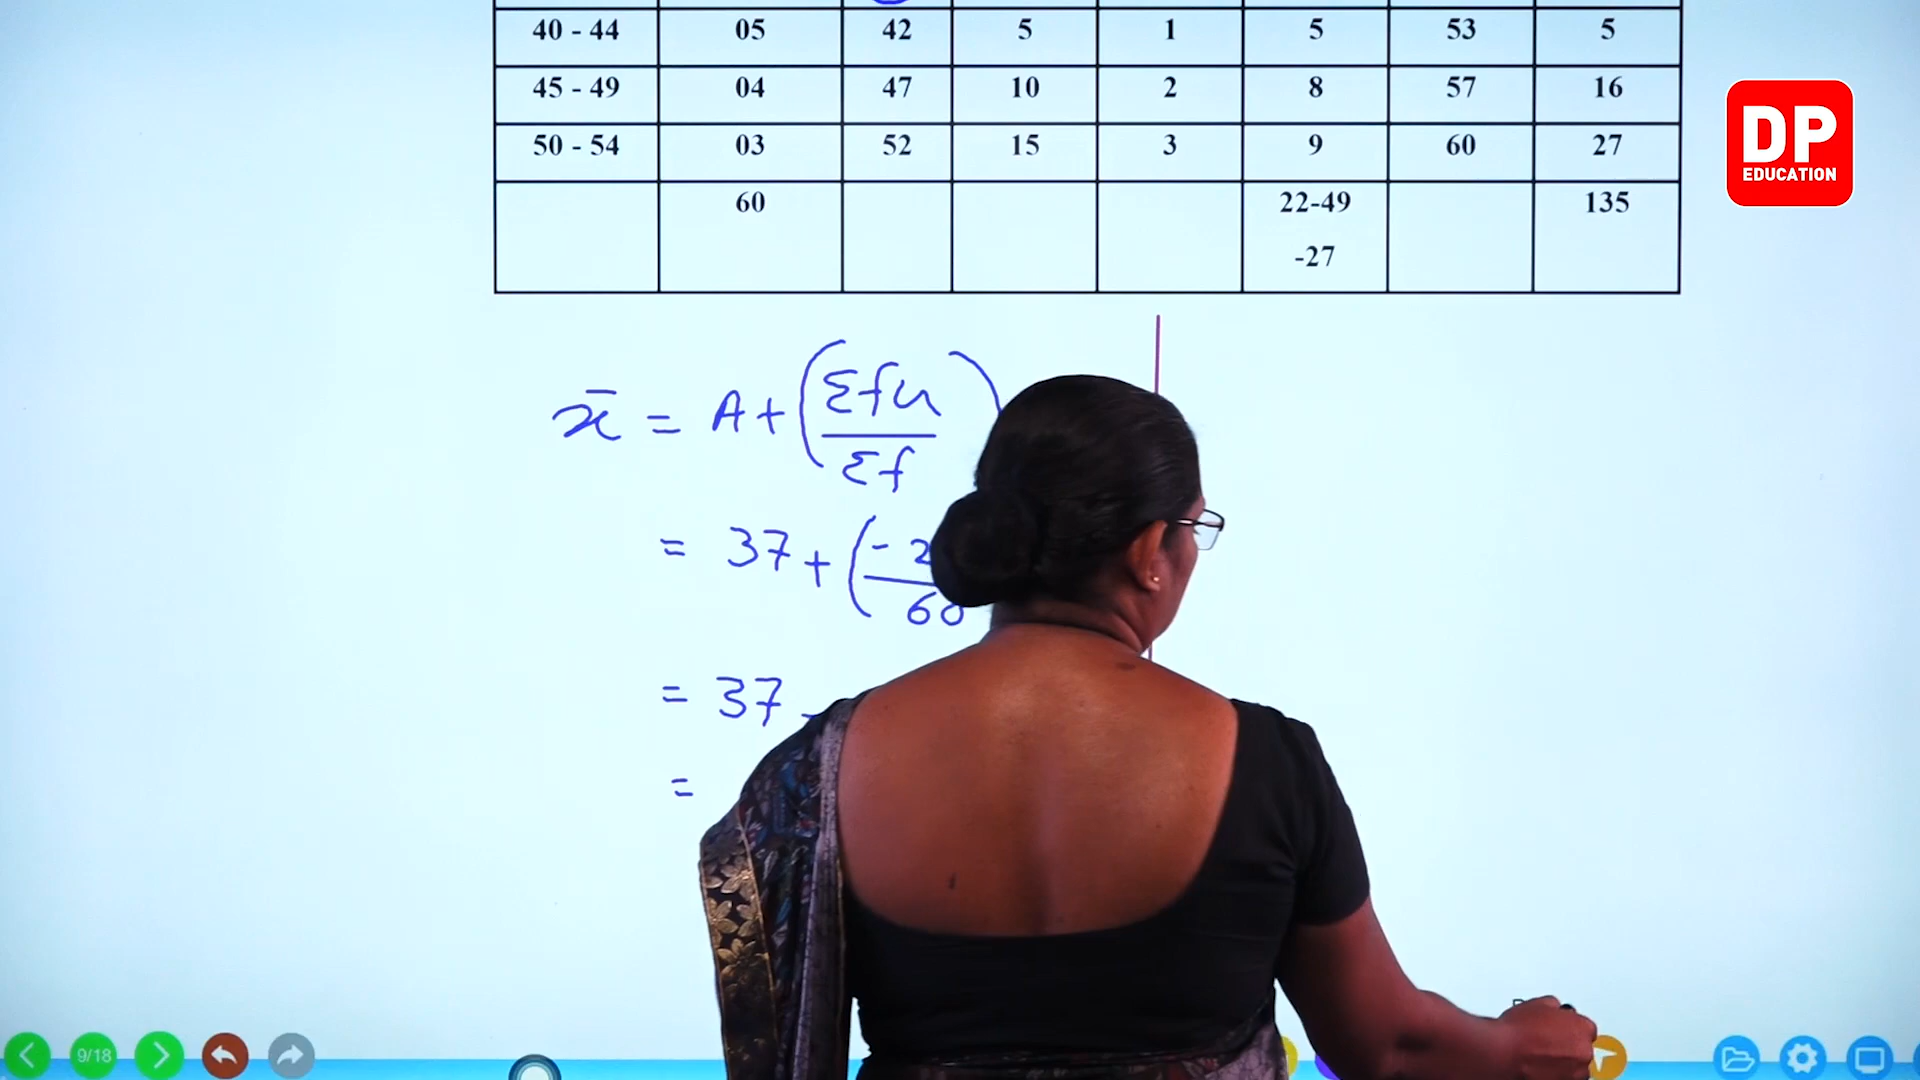 40 - 44 05 42 5 1 5 53 5
45 - 49 04 47 10 2 8 57 16
50 - 54 03 52 15 3 9 60 27
60 22-49 135
-27
DP
EDUCATION
x̄ = A + (Σfu / Σf)
= 37 + (- 2 / 60
= 37 -
=
9/18